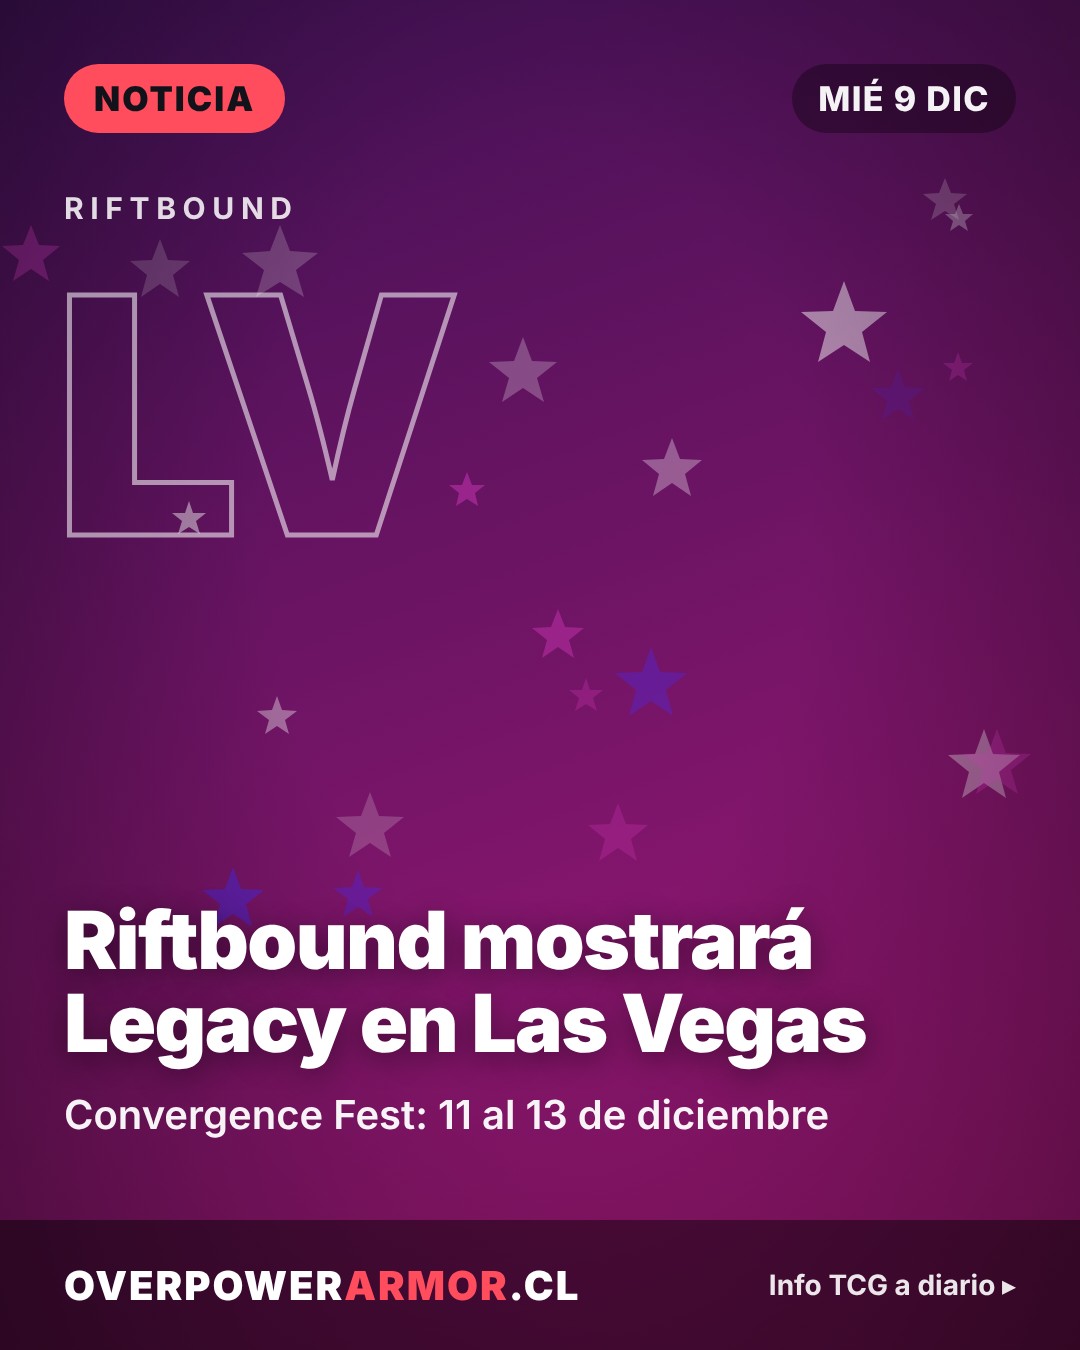 NOTICIA
MIÉ 9 DIC
RIFTBOUND
LV
Riftbound mostrará
Legacy en Las Vegas
Convergence Fest: 11 al 13 de diciembre
OVERPOWERARMOR.CL
Info TCG a diario ▸